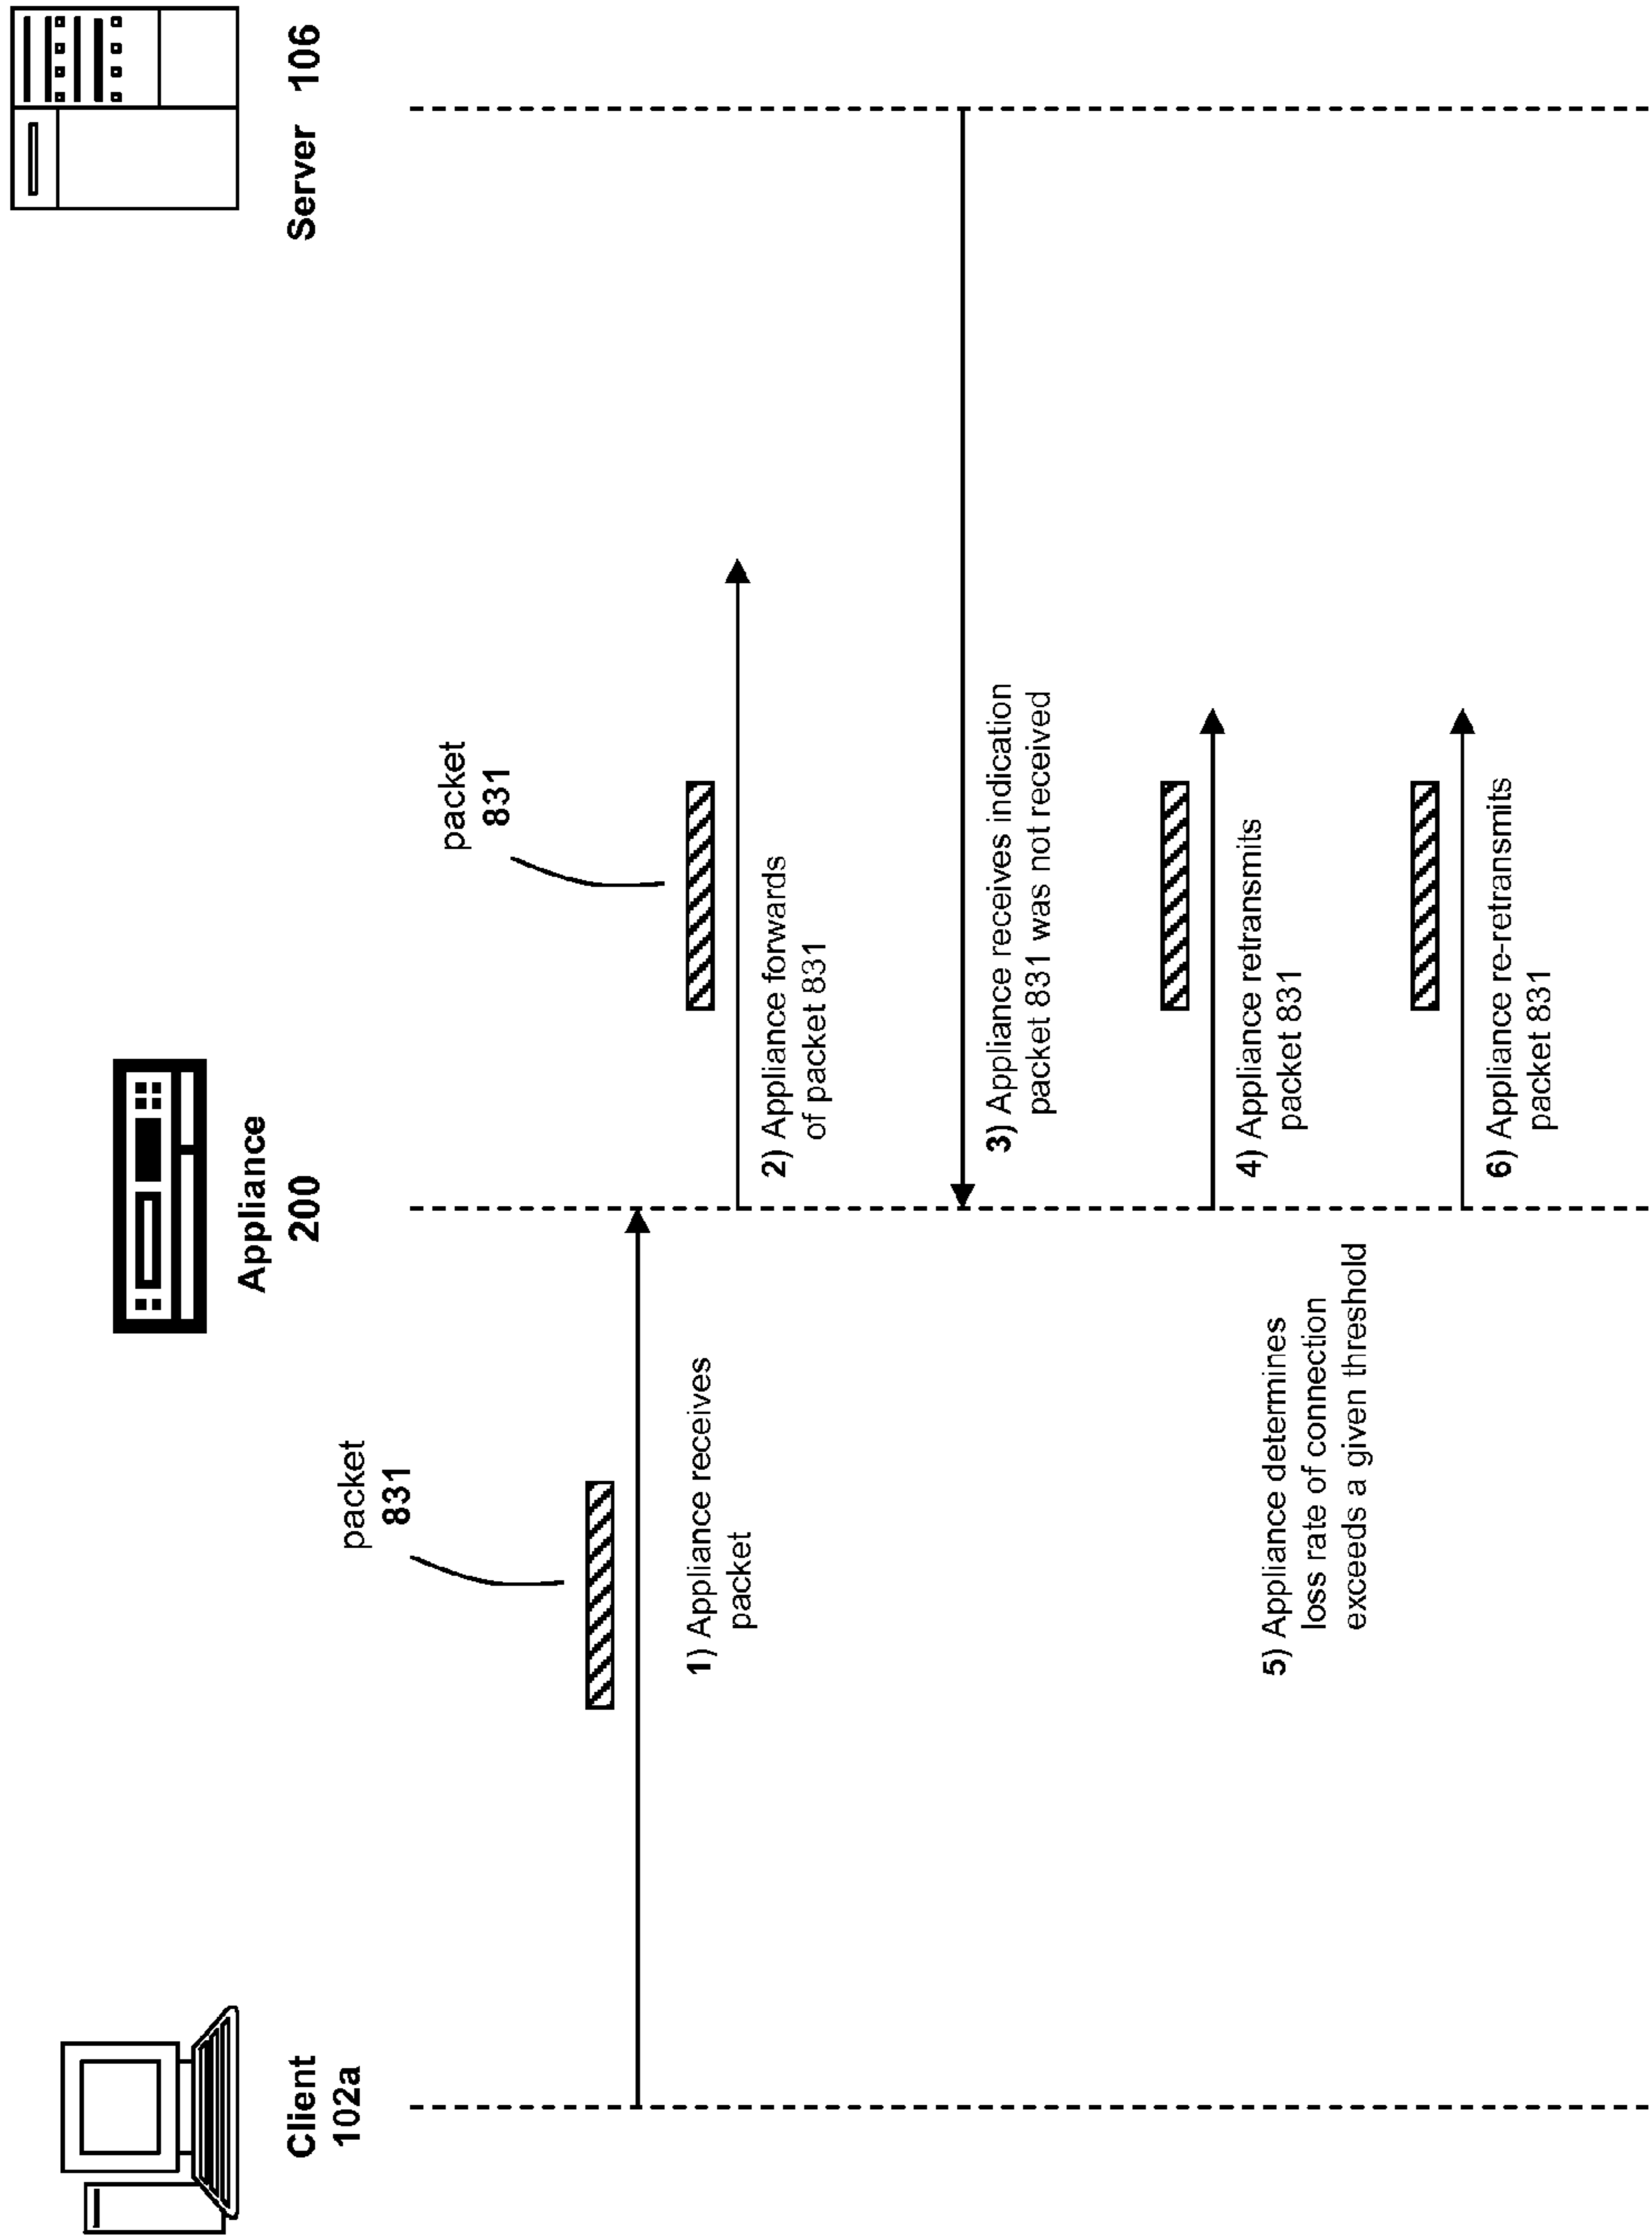 Client
102a
Appliance
200
Server 106
packet
831
1) Appliance receives
packet
packet
831
2) Appliance forwards
of packet 831
3) Appliance receives indication
packet 831 was not received
4) Appliance retransmits
packet 831
5) Appliance determines
loss rate of connection
exceeds a given threshold
6) Appliance re-retransmits
packet 831